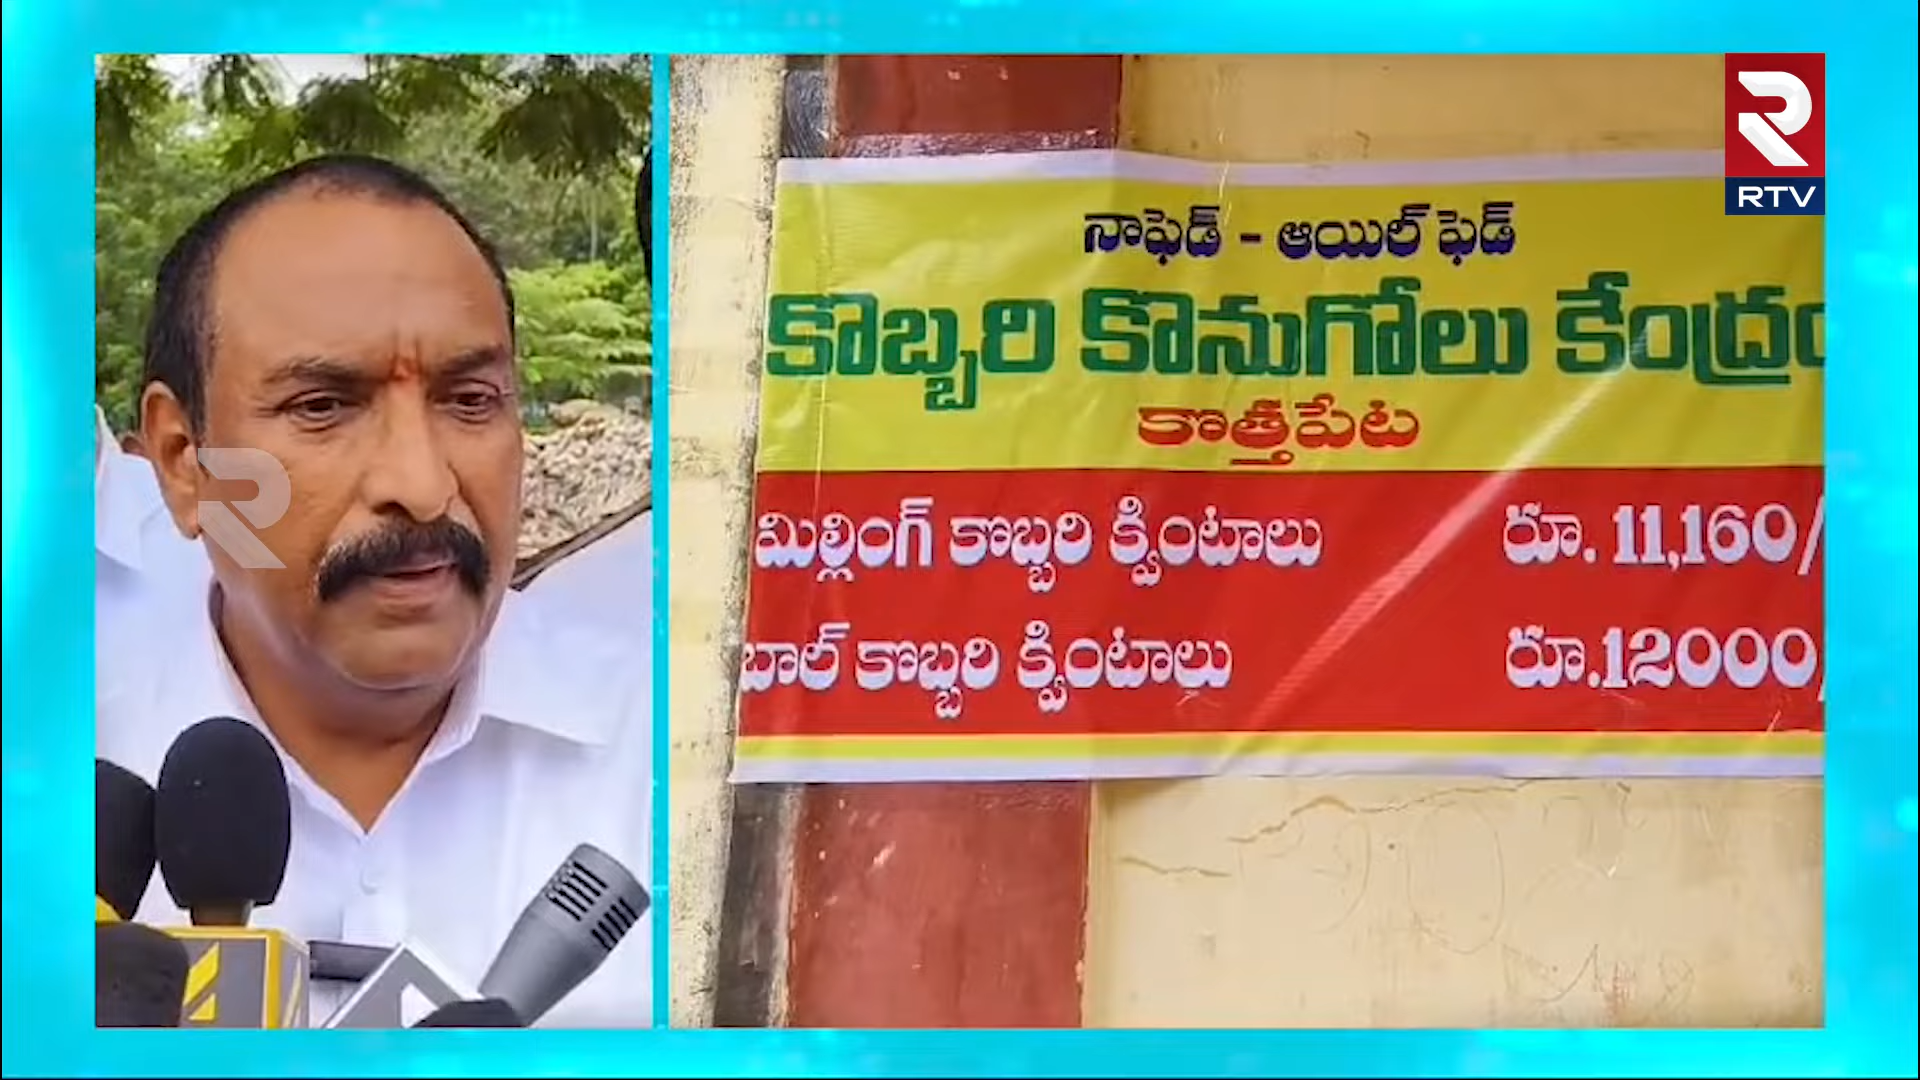 RTV
నాఫెడ్ - ఆయిల్ ఫెడ్
కొబ్బరి కొనుగోలు కేంద్రం
కొత్తపేట
మిల్లింగ్ కొబ్బరి క్వింటాలు రూ. 11,160/
బాల్ కొబ్బరి క్వింటాలు రూ.12000/